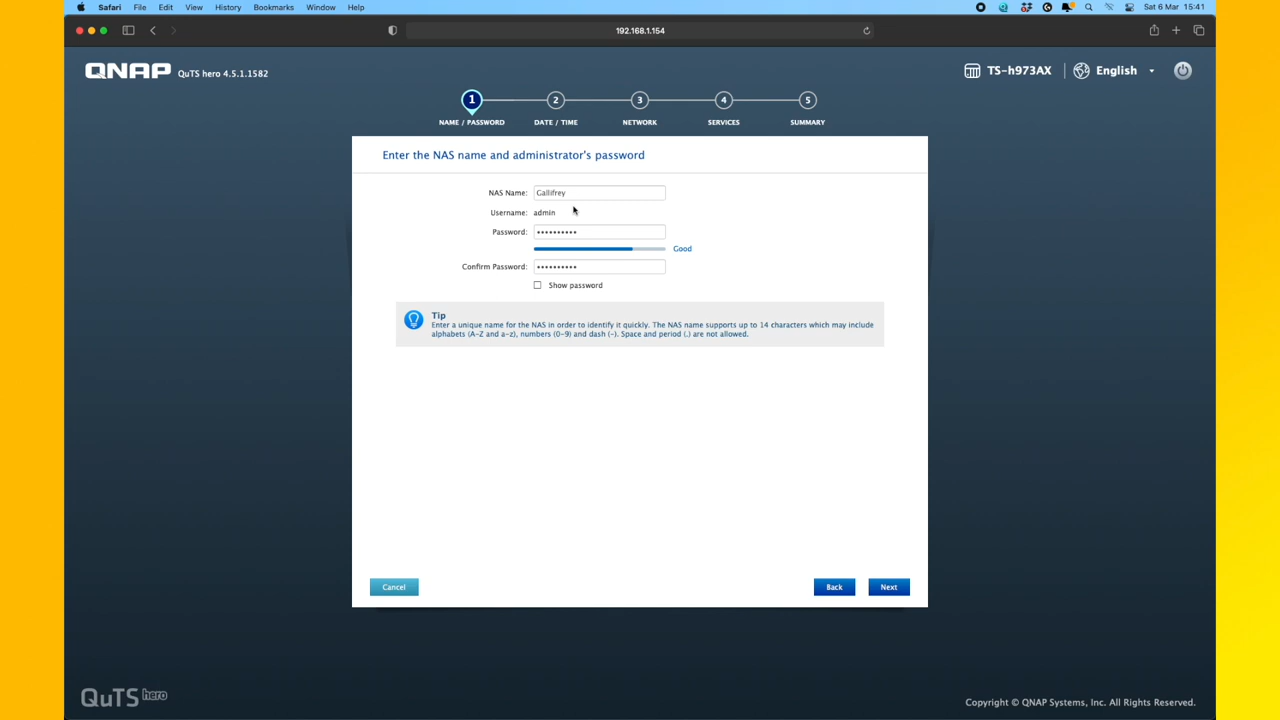 Safari File Edit View History Bookmarks Window Help Sat 6 Mar 15:41
192.168.1.154
QNAP QuTS hero 4.5.1.1582 TS-h973AX English
1 2 3 4 5
NAME / PASSWORD DATE / TIME NETWORK SERVICES SUMMARY
Enter the NAS name and administrator's password
NAS Name: Gallifrey
Username: admin
Password: ••••••••••
Good
Confirm Password: ••••••••••
Show password
Tip
Enter a unique name for the NAS in order to identify it quickly. The NAS name supports up to 14 characters which may include
alphabets (A-Z and a-z), numbers (0-9) and dash (-). Space and period (.) are not allowed.
Cancel Back Next
QuTS hero
Copyright © QNAP Systems, Inc. All Rights Reserved.